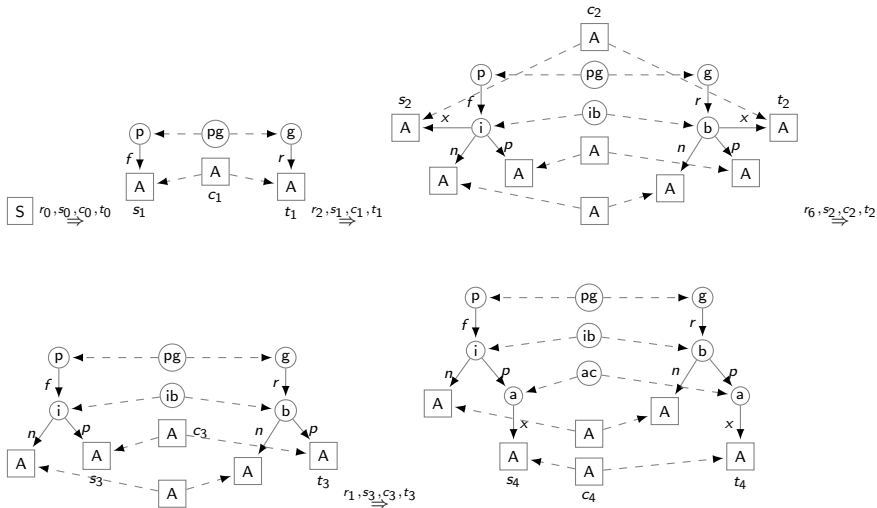 c₂
A
p pg g
s₂ f ib r t₂
A x i b x A
p pg g
n p A n p
f A r A A A
A A A
S r₀,s₀,c₀,t₀ ⇒ s₁ c₁ t₁ r₂,s₁,c₁,t₁ ⇒ A r₆,s₂,c₂,t₂ ⇒
p pg g
f ib r
p pg g i b
f ib r n p ac n p
i b A a A a
n p A c₃ n p x A x
A A A A A A A
s₃ A t₃ s₄ c₄ t₄
r₁,s₃,c₃,t₃ ⇒